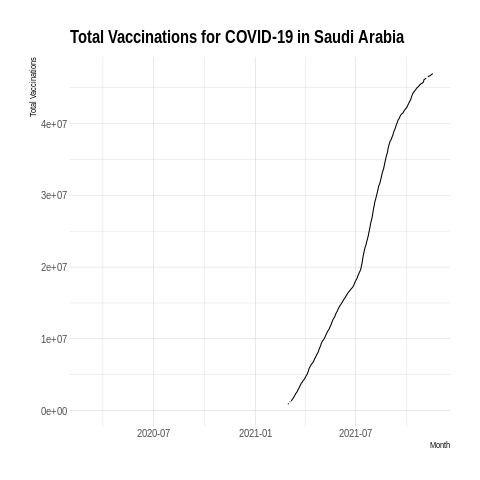 Total Vaccinations for COVID-19 in Saudi Arabia
Total Vaccinations
4e+07
3e+07
2e+07
1e+07
0e+00
2020-07 2021-01 2021-07
Month